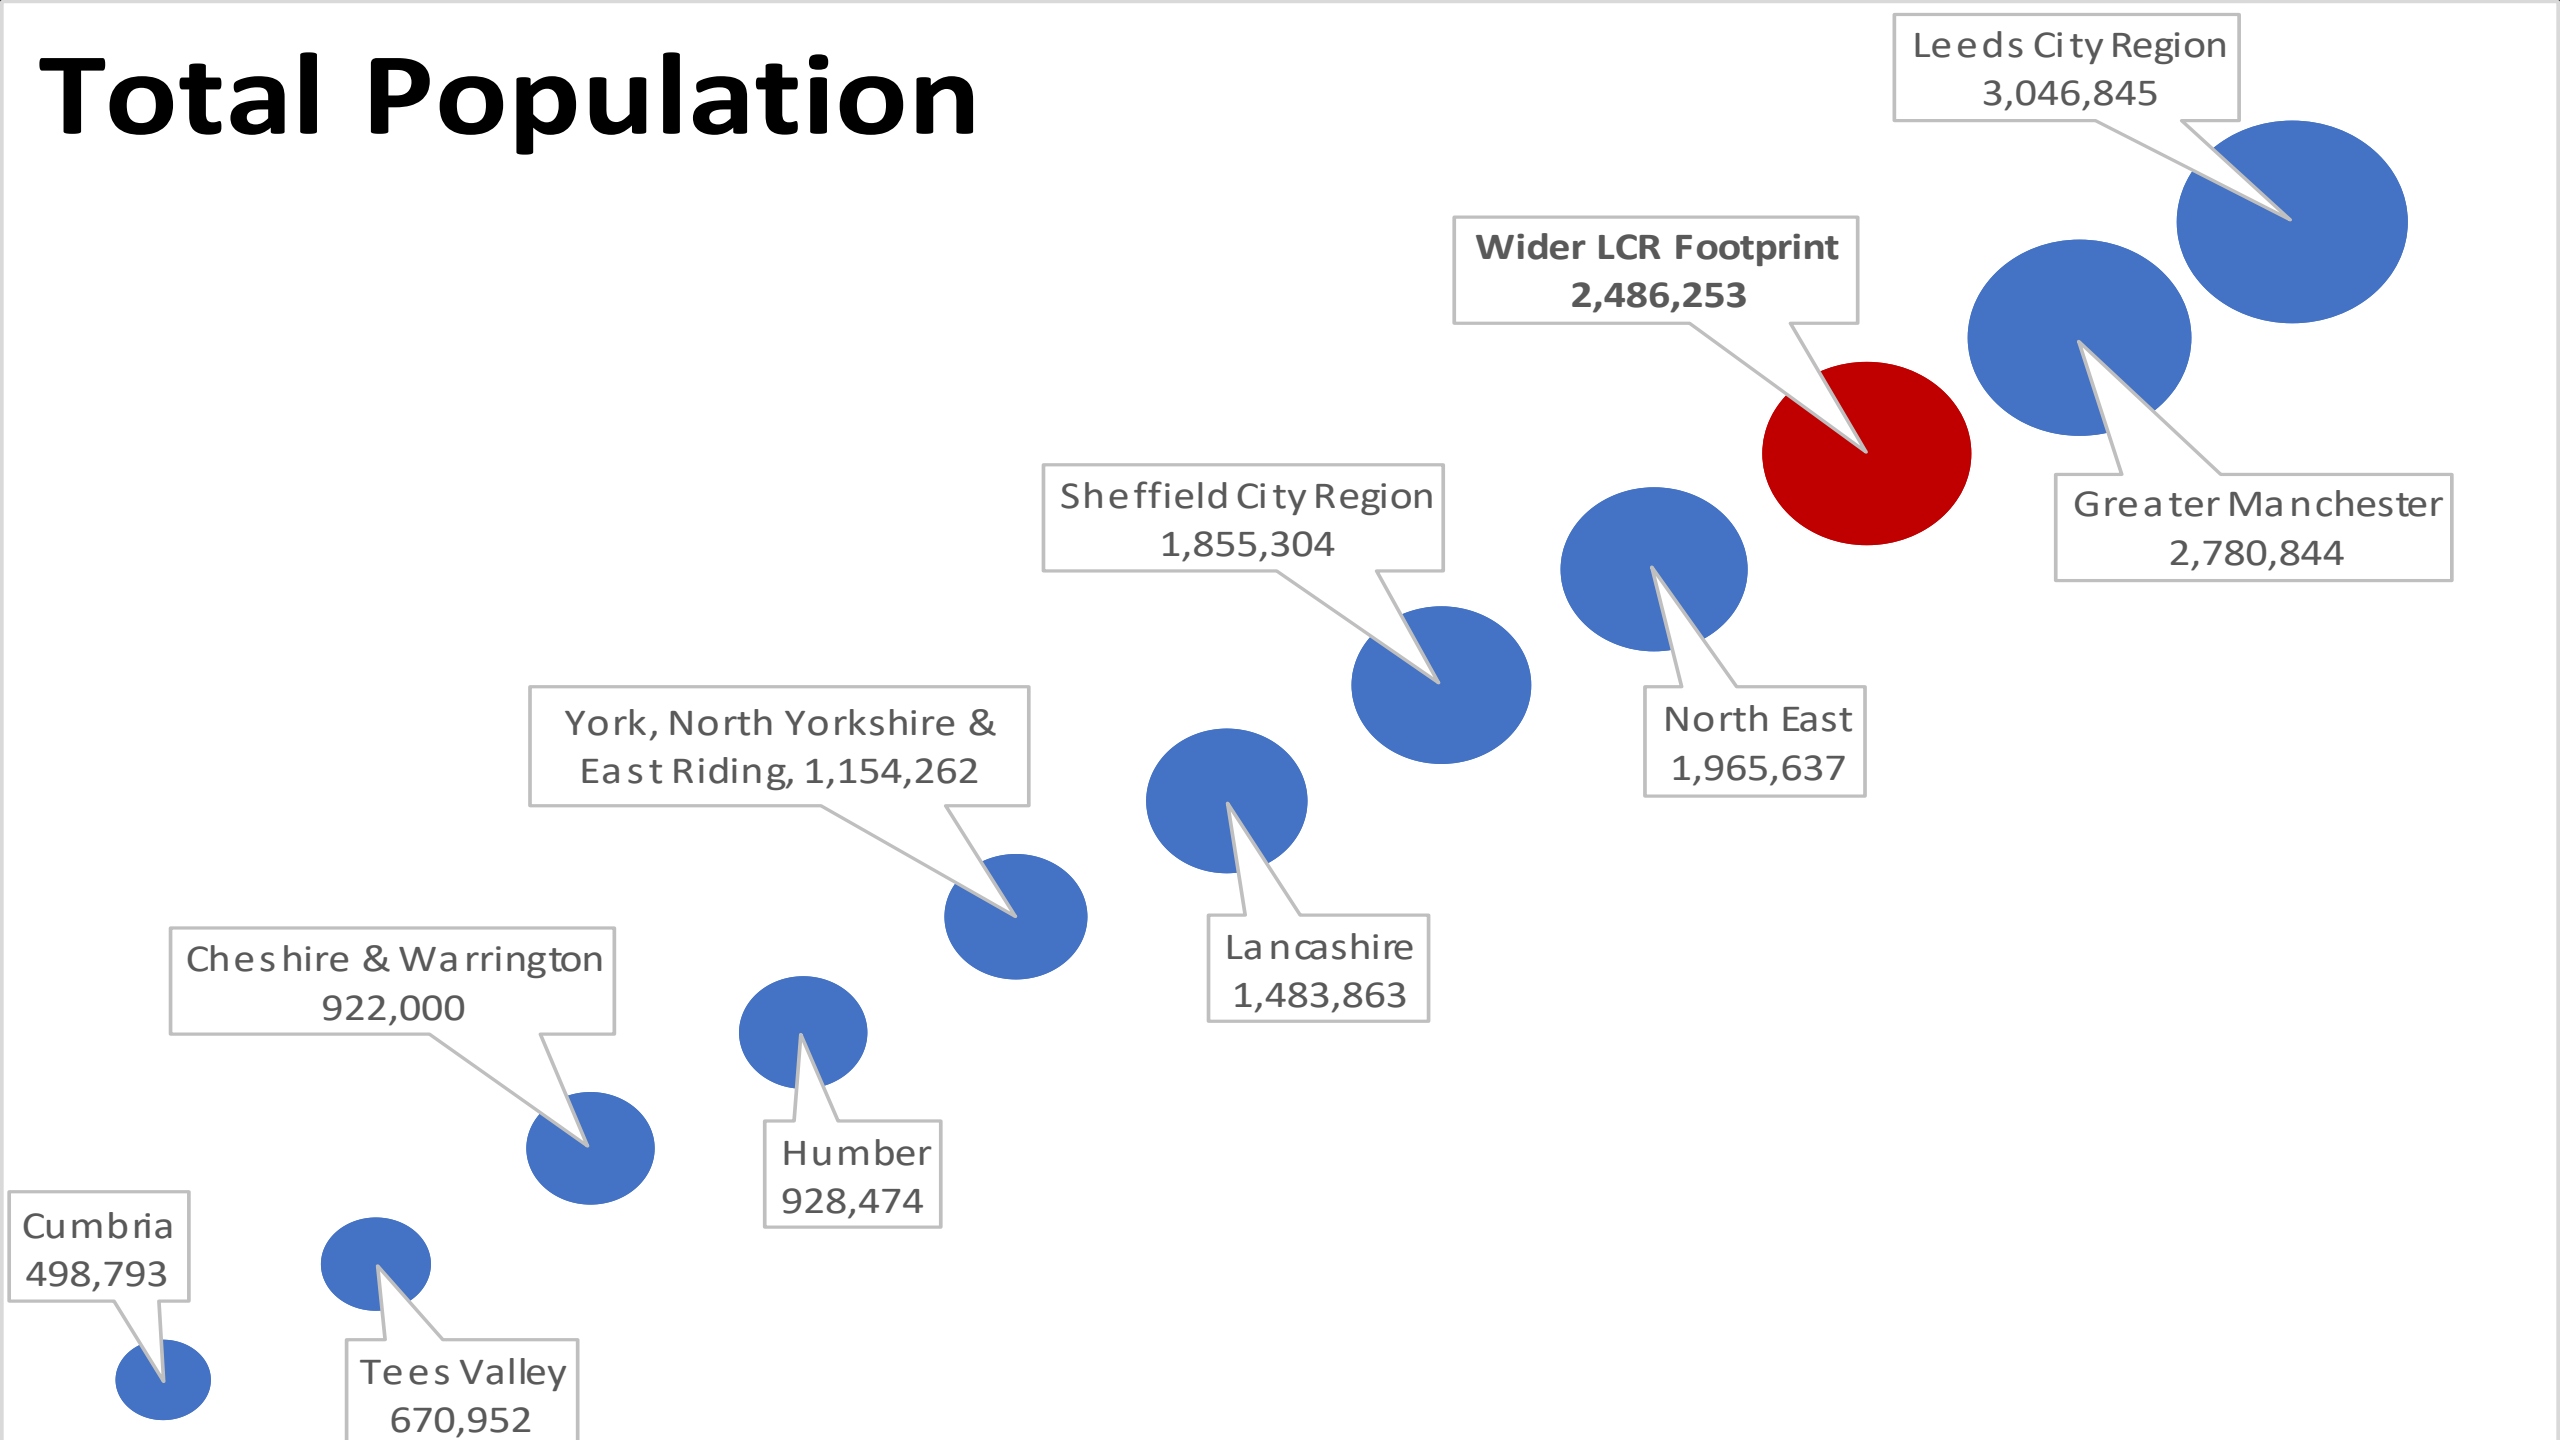 Total Population
Leeds City Region
3,046,845
Wider LCR Footprint
2,486,253
Greater Manchester
2,780,844
Sheffield City Region
1,855,304
North East
1,965,637
York, North Yorkshire &
East Riding, 1,154,262
Lancashire
1,483,863
Cheshire & Warrington
922,000
Humber
928,474
Cumbria
498,793
Tees Valley
670,952